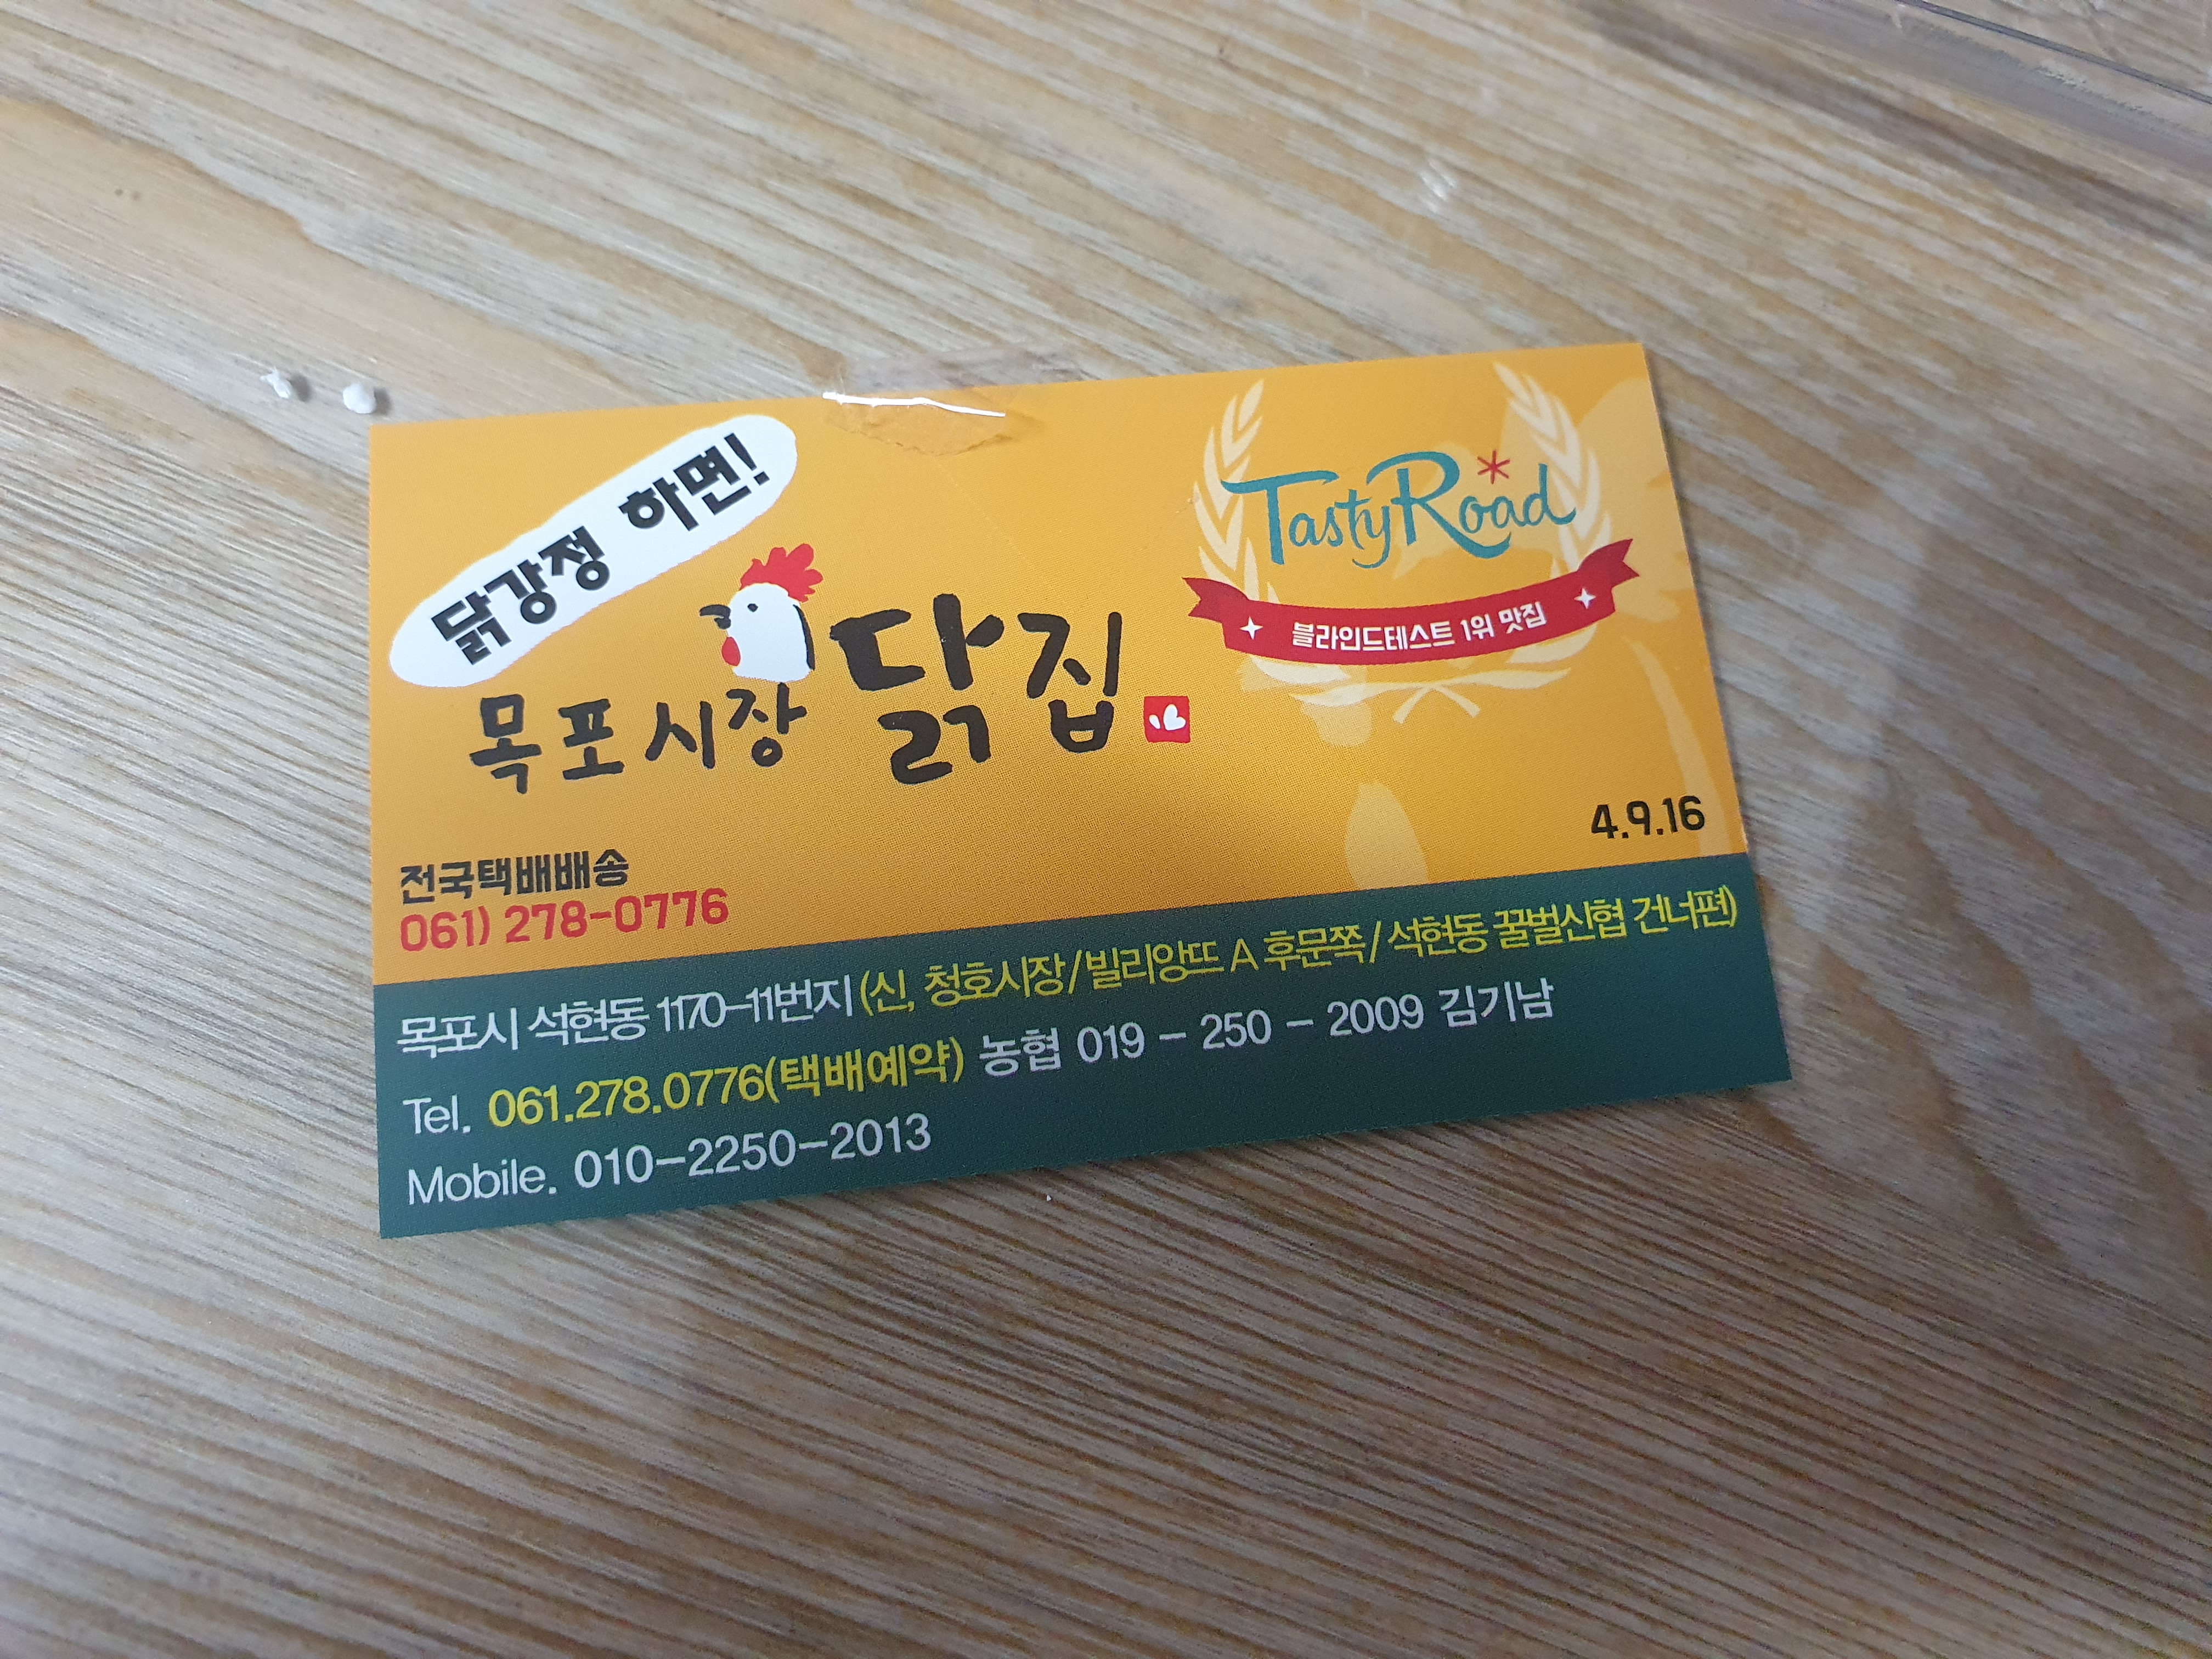 닭강정 하면!
목포시장 닭집
TastyRoad
블라인드테스트 1위 맛집
4.9.16
전국택배배송
061) 278-0776
목포시 석현동 1170-11번지 (신, 청호시장/빌리앙뜨 A 후문쪽/석현동 꿀벌신협 건너편)
Tel. 061.278.0776(택배예약) 농협 019 - 250 - 2009 김기남
Mobile. 010-2250-2013